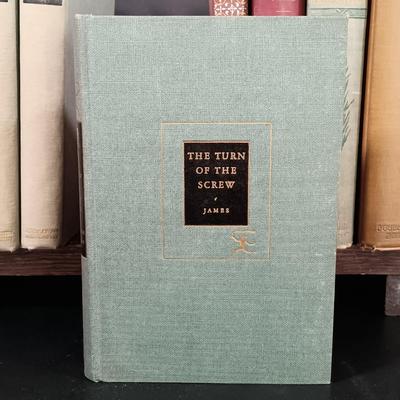 THE TURN
OF THE
SCREW
JAMES